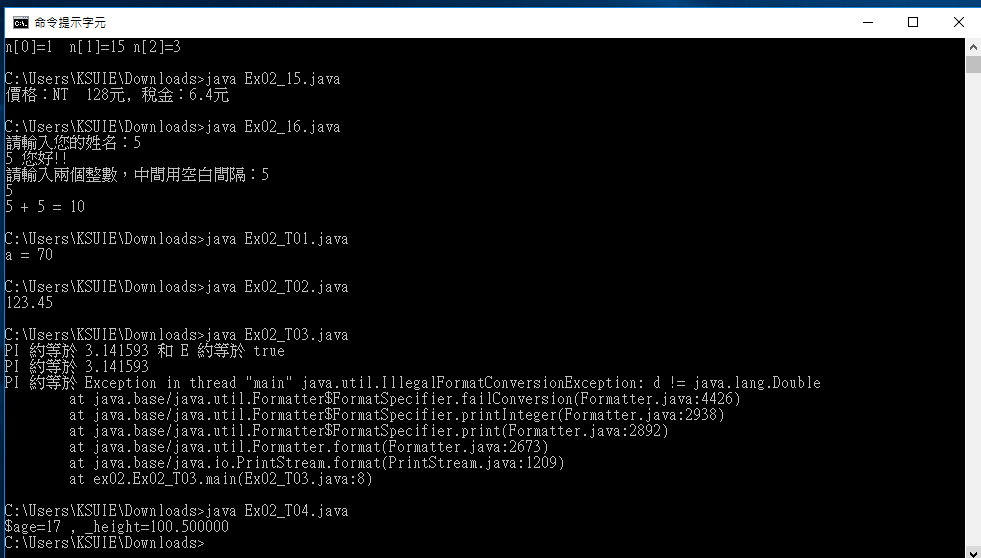 命令提示字元
n[0]=1  n[1]=15 n[2]=3
C:\Users\KSUIE\Downloads>java Ex02_15.java
價格：NT  128元, 稅金：6.4元
C:\Users\KSUIE\Downloads>java Ex02_16.java
請輸入您的姓名：5
5 您好!!
請輸入兩個整數，中間用空白間隔：5
5
5 + 5 = 10
C:\Users\KSUIE\Downloads>java Ex02_T01.java
a = 70
C:\Users\KSUIE\Downloads>java Ex02_T02.java
123.45
C:\Users\KSUIE\Downloads>java Ex02_T03.java
PI 約等於 3.141593 和 E 約等於 true
PI 約等於 3.141593
PI 約等於 Exception in thread "main" java.util.IllegalFormatConversionException: d != java.lang.Double
        at java.base/java.util.Formatter$FormatSpecifier.failConversion(Formatter.java:4426)
        at java.base/java.util.Formatter$FormatSpecifier.printInteger(Formatter.java:2938)
        at java.base/java.util.Formatter$FormatSpecifier.print(Formatter.java:2892)
        at java.base/java.util.Formatter.format(Formatter.java:2673)
        at java.base/java.io.PrintStream.format(PrintStream.java:1209)
        at ex02.Ex02_T03.main(Ex02_T03.java:8)
C:\Users\KSUIE\Downloads>java Ex02_T04.java
$age=17 , _height=100.500000
C:\Users\KSUIE\Downloads>